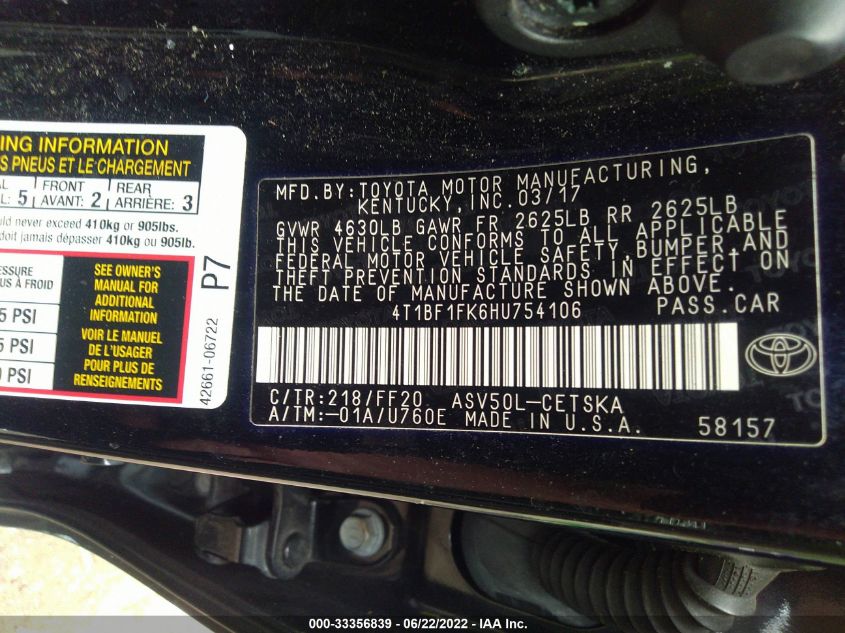 NG INFORMATION
S PNEUS ET LE CHARGEMENT
L: 5 FRONT AVANT: 2 REAR ARRIÈRE: 3
uld never exceed 410kg or 905lbs.
doit jamais dépasser 410kg ou 905lb.
ESSURE
US À FROID
5 PSI
5 PSI
0 PSI
SEE OWNER'S
MANUAL FOR
ADDITIONAL
INFORMATION
VOIR LE MANUEL
DE L'USAGER
POUR PLUS DE
RENSEIGNEMENTS
P7
42661-06722
MFD. BY: TOYOTA MOTOR MANUFACTURING,
KENTUCKY, INC. 03/17
GVWR 4630LB GAWR FR 2625LB RR 2625LB
THIS VEHICLE CONFORMS TO ALL APPLICABLE
FEDERAL MOTOR VEHICLE SAFETY, BUMPER, AND
THEFT PREVENTION STANDARDS IN EFFECT ON
THE DATE OF MANUFACTURE SHOWN ABOVE.
4T1BF1FK6HU754106 PASS.CAR
C/TR:218/FF20 ASV50L-CETSKA
A/TM:-01A/U760E MADE IN U.S.A. 58157
000-33356839 - 06/22/2022 - IAA Inc.